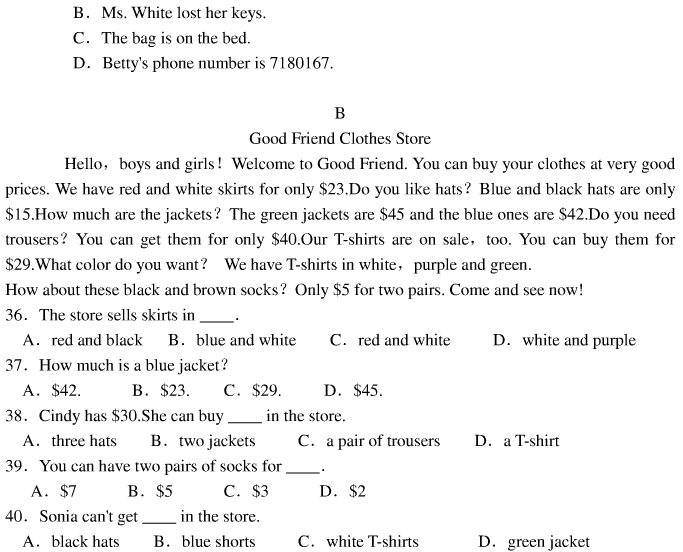 B．Ms. White lost her keys.
C．The bag is on the bed.
D．Betty's phone number is 7180167.
B
Good Friend Clothes Store
Hello，boys and girls！Welcome to Good Friend. You can buy your clothes at very good
prices. We have red and white skirts for only $23.Do you like hats？Blue and black hats are only
$15.How much are the jackets？The green jackets are $45 and the blue ones are $42.Do you need
trousers？You can get them for only $40.Our T-shirts are on sale，too. You can buy them for
$29.What color do you want？ We have T-shirts in white，purple and green.
How about these black and brown socks？Only $5 for two pairs. Come and see now!
36．The store sells skirts in ____.
A．red and black B．blue and white C．red and white D．white and purple
37．How much is a blue jacket？
A．$42. B．$23. C．$29. D．$45.
38．Cindy has $30.She can buy ____ in the store.
A．three hats B．two jackets C．a pair of trousers D．a T-shirt
39．You can have two pairs of socks for ____.
A．$7 B．$5 C．$3 D．$2
40．Sonia can't get ____ in the store.
A．black hats B．blue shorts C．white T-shirts D．green jacket